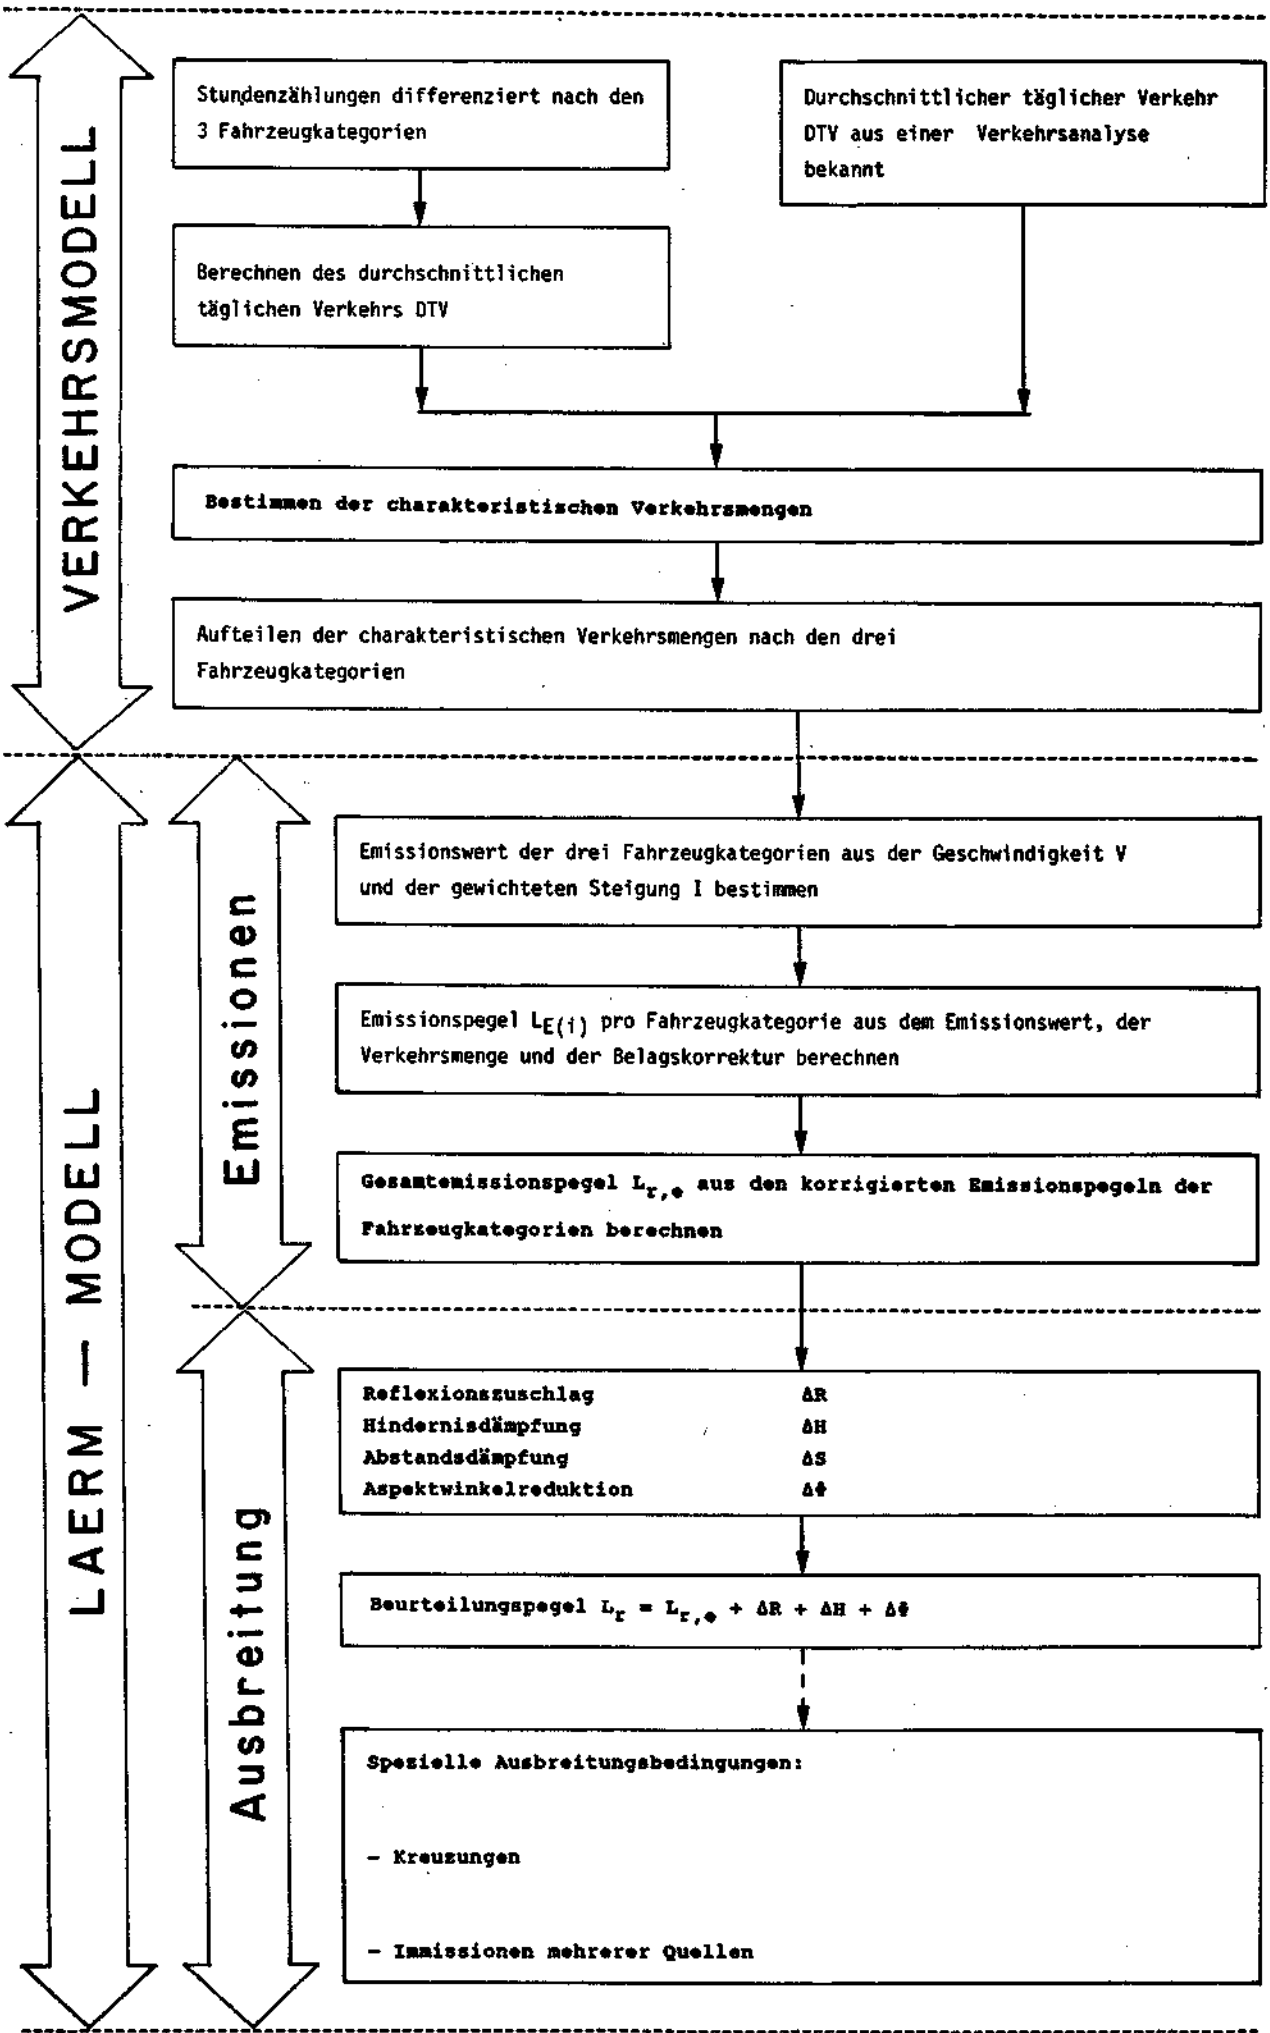 VERKEHRSMODELL
Stundenzählungen differenziert nach den
3 Fahrzeugkategorien
Durchschnittlicher täglicher Verkehr
DTV aus einer Verkehrsanalyse
bekannt
Berechnen des durchschnittlichen
täglichen Verkehrs DTV
Bestimmen der charakteristischen Verkehrsmengen
Aufteilen der charakteristischen Verkehrsmengen nach den drei
Fahrzeugkategorien
LAERM — MODELL
Emissionen
Emissionswert der drei Fahrzeugkategorien aus der Geschwindigkeit V
und der gewichteten Steigung I bestimmen
Emissionspegel L_E(i) pro Fahrzeugkategorie aus dem Emissionswert, der
Verkehrsmenge und der Belagskorrektur berechnen
Gesamtemissionspegel L_r,e aus den korrigierten Emissionspegeln der
Fahrzeugkategorien berechnen
Ausbreitung
Reflexionszuschlag ΔR
Hindernisdämpfung ΔH
Abstandsdämpfung ΔS
Aspektwinkelreduktion ΔΦ
Beurteilungspegel L_r = L_r,e + ΔR + ΔH + ΔΦ
Spezielle Ausbreitungsbedingungen:
– Kreuzungen
– Immissionen mehrerer Quellen